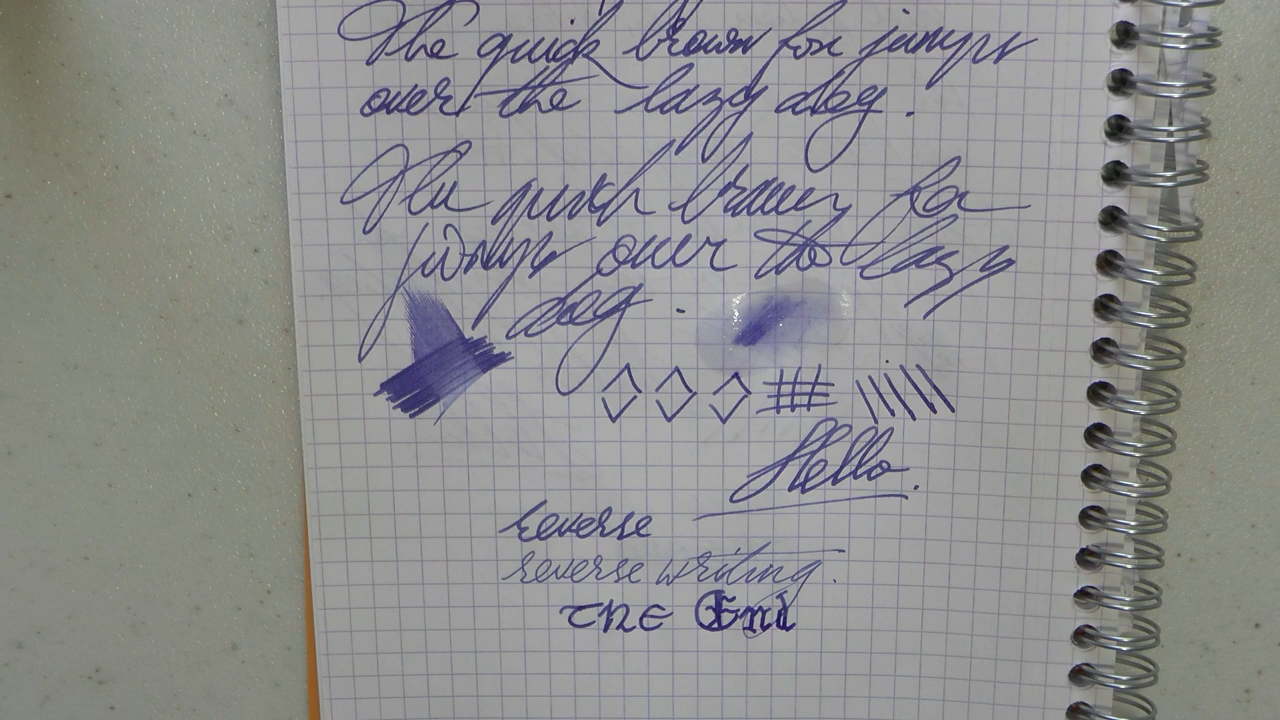 The quick brown fox jumps
over the lazy dog.
The quick brown fox
jumps over the lazy
dog.
Hello.
reverse
reverse writing.
The End